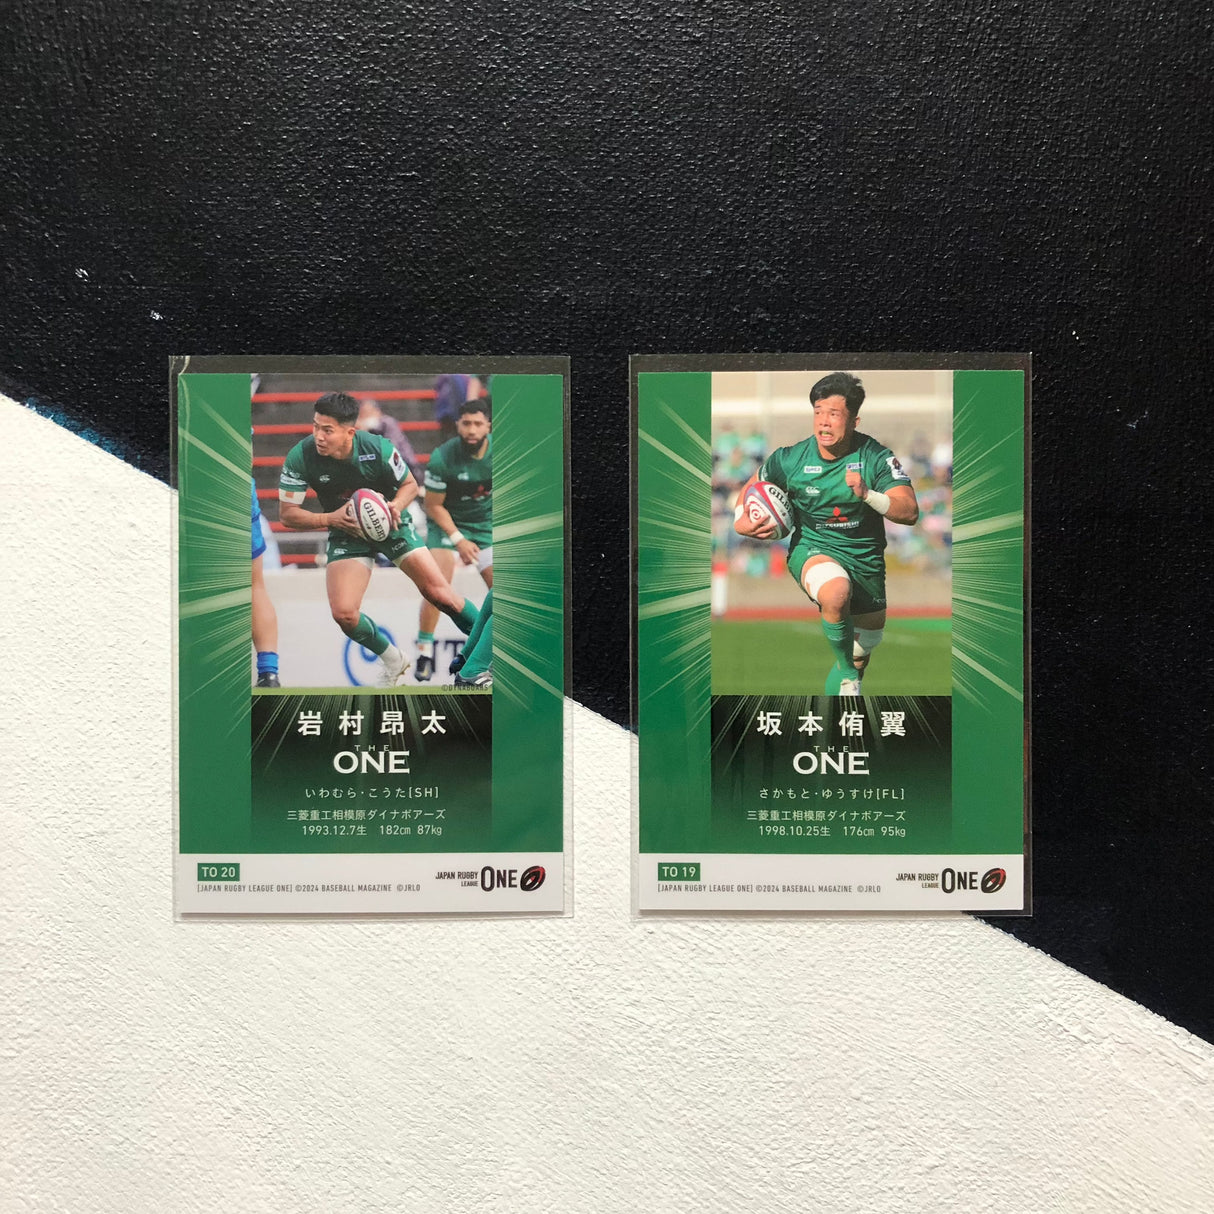 GILBERT
©DYNABOARS
岩村昂太
THE
ONE
いわむら・こうた[SH]
三菱重工相模原ダイナボアーズ
1993.12.7生 182cm 87kg
TO 20
[JAPAN RUGBY LEAGUE ONE] ©2024 BASEBALL MAGAZINE ©JRLO
JAPAN RUGBY
LEAGUE ONE
GILBERT
MITSUBISHI
坂本侑翼
THE
ONE
さかもと・ゆうすけ[FL]
三菱重工相模原ダイナボアーズ
1998.10.25生 176cm 95kg
TO 19
[JAPAN RUGBY LEAGUE ONE] ©2024 BASEBALL MAGAZINE ©JRLO
JAPAN RUGBY
LEAGUE ONE